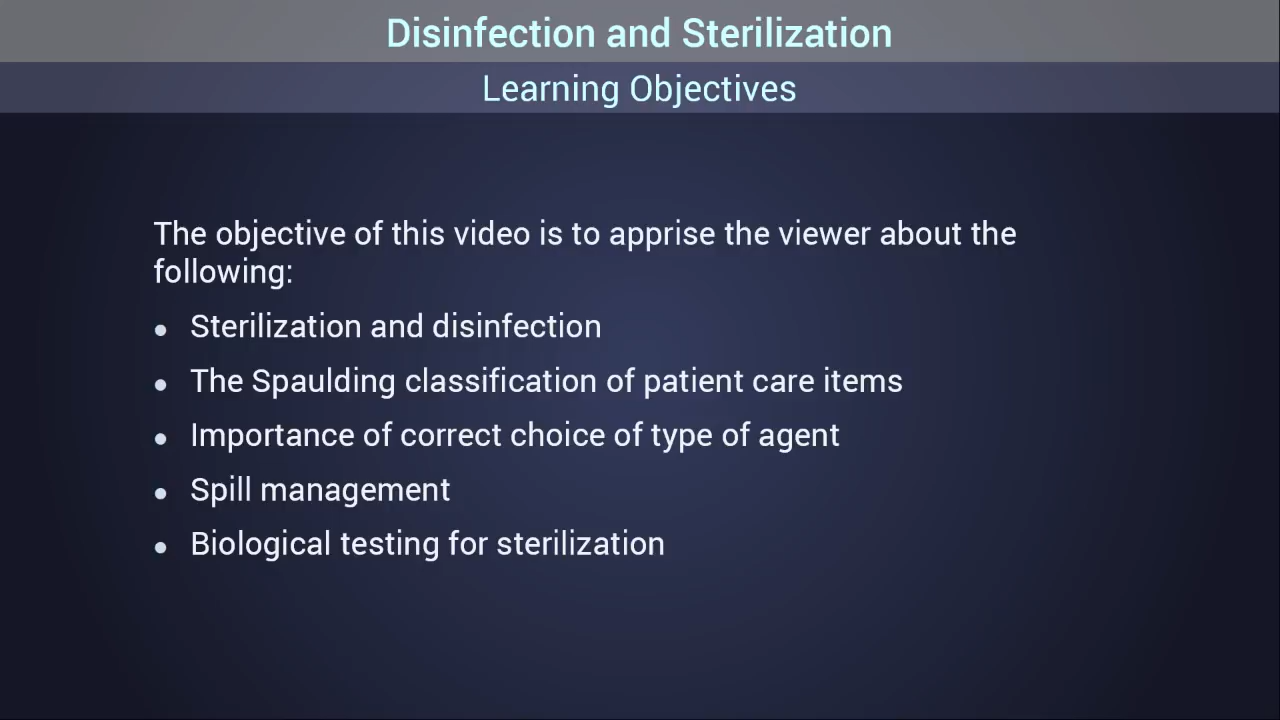 Disinfection and Sterilization
Learning Objectives
The objective of this video is to apprise the viewer about the
following:
● Sterilization and disinfection
● The Spaulding classification of patient care items
● Importance of correct choice of type of agent
● Spill management
● Biological testing for sterilization